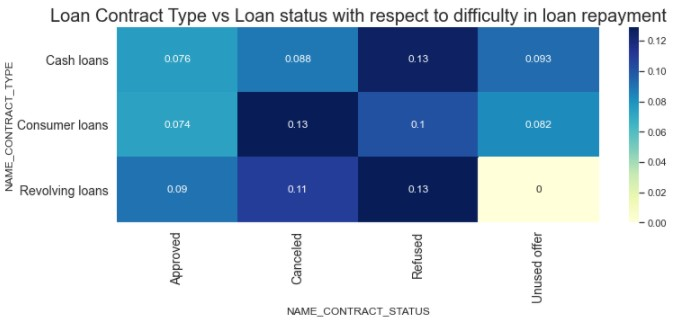 Loan Contract Type vs Loan status with respect to difficulty in loan repayment
NAME_CONTRACT_TYPE
Cash loans 0.076 0.088 0.13 0.093
Consumer loans 0.074 0.13 0.1 0.082
Revolving loans 0.09 0.11 0.13 0
Approved Canceled Refused Unused offer
NAME_CONTRACT_STATUS
0.12
0.10
0.08
0.06
0.04
0.02
0.00